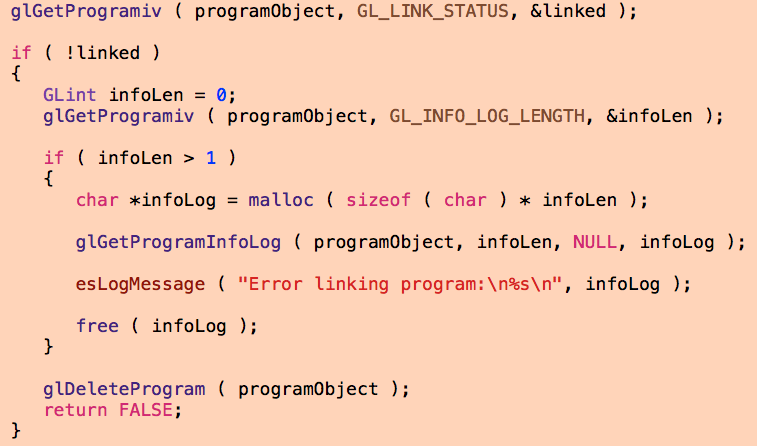 glGetProgramiv ( programObject, GL_LINK_STATUS, &linked );
if ( !linked )
{
GLint infoLen = 0;
glGetProgramiv ( programObject, GL_INFO_LOG_LENGTH, &infoLen );
if ( infoLen > 1 )
{
char *infoLog = malloc ( sizeof ( char ) * infoLen );
glGetProgramInfoLog ( programObject, infoLen, NULL, infoLog );
esLogMessage ( "Error linking program:\n%s\n", infoLog );
free ( infoLog );
}
glDeleteProgram ( programObject );
return FALSE;
}